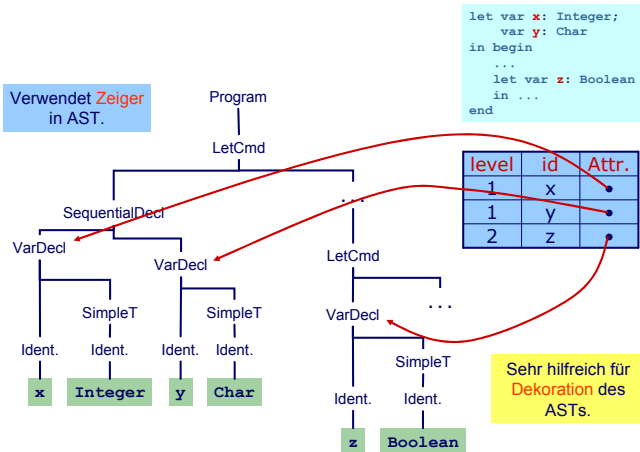 let var x: Integer;
var y: Char
in begin
...
let var z: Boolean
in ...
end
Verwendet Zeiger
in AST.
Program
LetCmd
level id Attr.
1 x
1 y
2 z
SequentialDecl
...
VarDecl
VarDecl
LetCmd
SimpleT
SimpleT
VarDecl
...
Ident.
Ident.
Ident.
Ident.
SimpleT
x
Integer
y
Char
Ident.
Ident.
z
Boolean
Sehr hilfreich für
Dekoration des
ASTs.